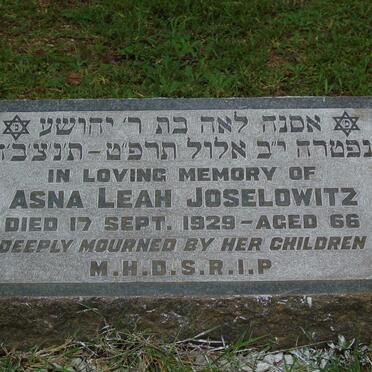 אסנה לאה בת ר' יהושע
נפטרה י"ב אלול תרפ"ט - תנצב"ה
IN LOVING MEMORY OF
ASNA LEAH JOSELOWITZ
DIED 17 SEPT. 1929 - AGED 66
DEEPLY MOURNED BY HER CHILDREN
M.H.D.S.R.I.P